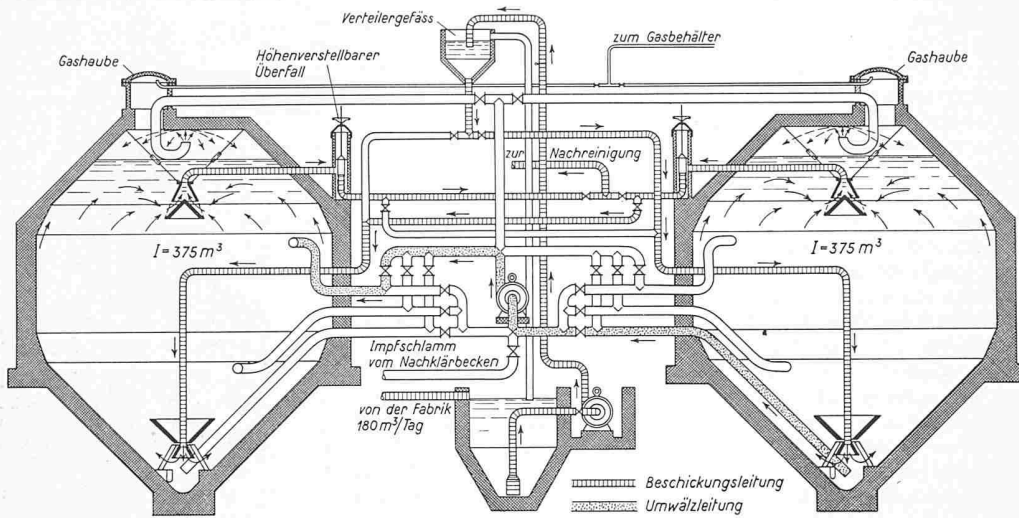 Verteilergefäss
zum Gasbehälter
Gashaube
Höhenverstellbarer
Überfall
Gashaube
zur Nachreinigung
I = 375 m³
I = 375 m³
Impfschlamm
vom Nachklärbecken
von der Fabrik
180 m³/Tag
Beschickungsleitung
Umwälzleitung